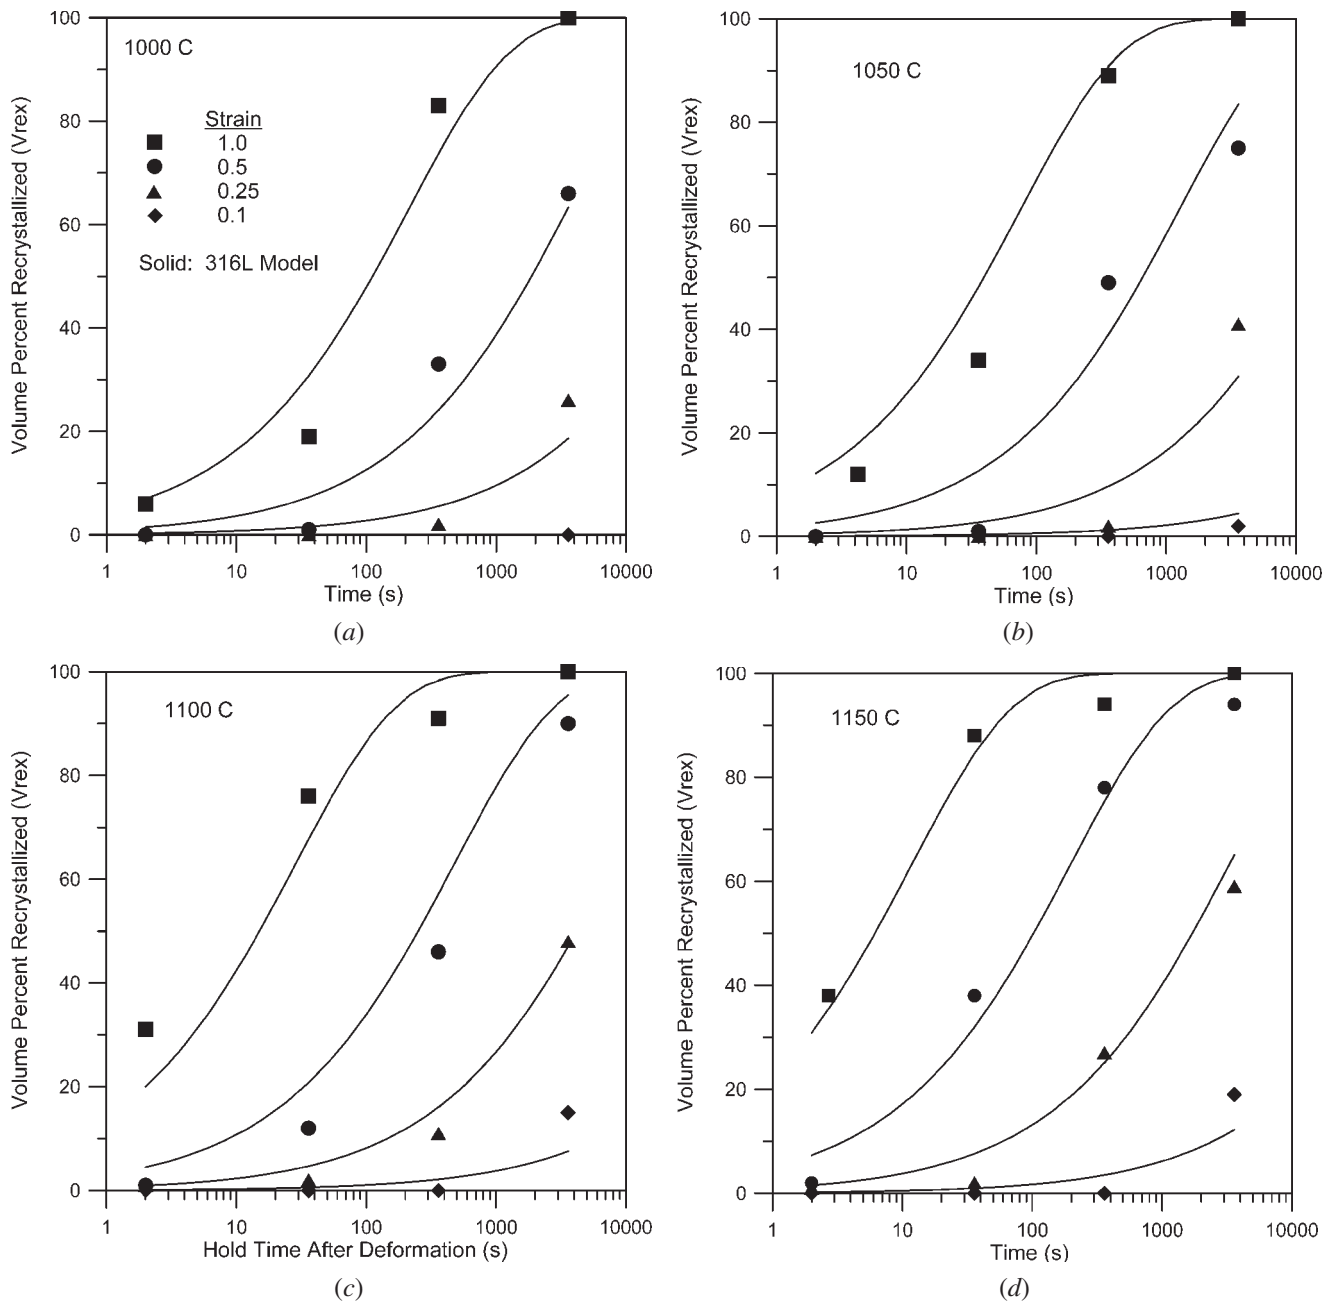 100
80
60
40
20
0
Volume Percent Recrystallized (Vrex)
1000 C
Strain
1.0
0.5
0.25
0.1
Solid: 316L Model
1 10 100 1000 10000
Time (s)
(a)
100
80
60
40
20
0
Volume Percent Recrystallized (Vrex)
1050 C
1 10 100 1000 10000
Time (s)
(b)
100
80
60
40
20
0
Volume Percent Recrystallized (Vrex)
1100 C
1 10 100 1000 10000
Hold Time After Deformation (s)
(c)
100
80
60
40
20
0
Volume Percent Recrystallized (Vrex)
1150 C
1 10 100 1000 10000
Time (s)
(d)